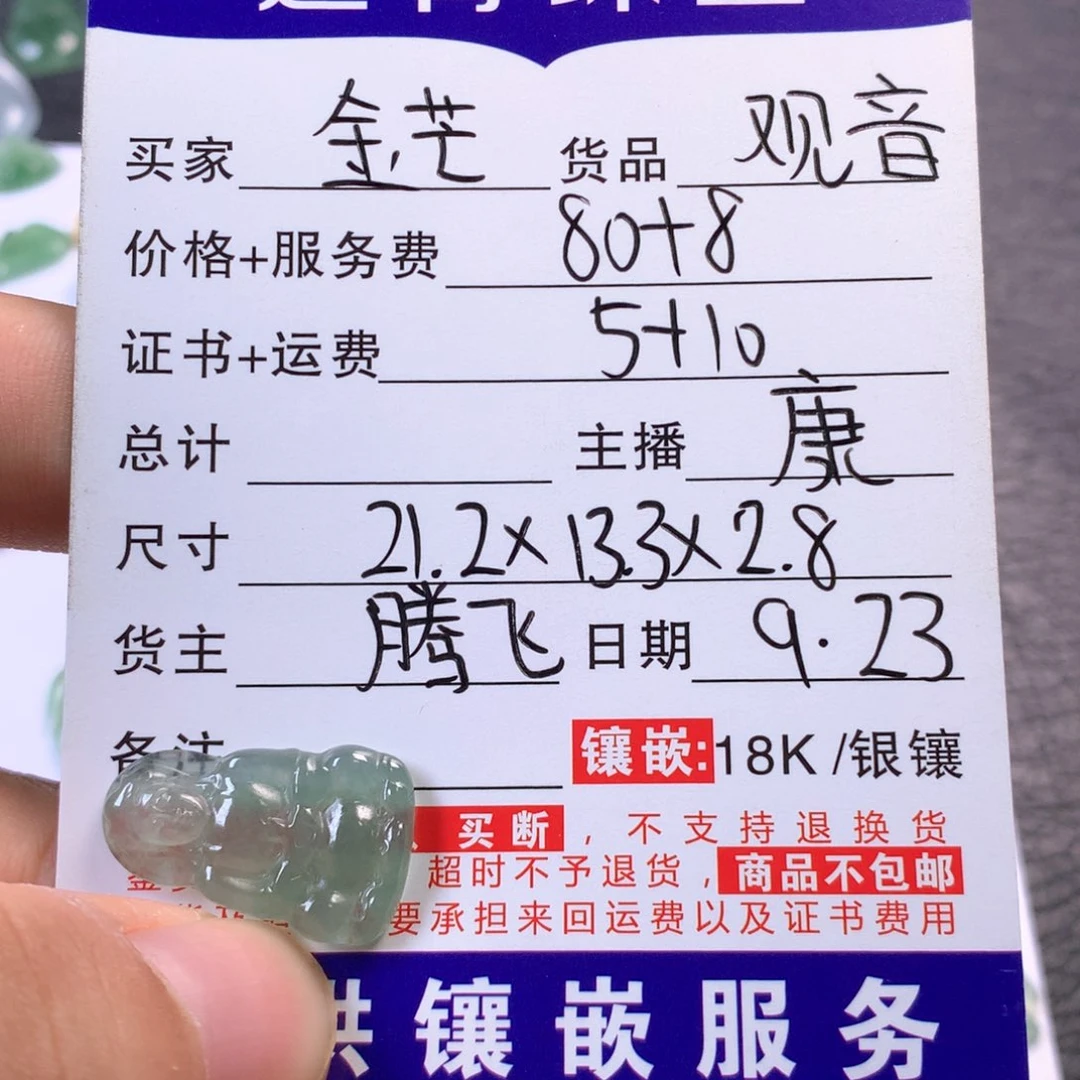 买家 金芒 货品 观音
价格+服务费 80+8
证书+运费 5+10
总计 主播 康
尺寸 21.2×13.3×2.8
货主 腾飞 日期 9.23
备注 镶嵌:18K/银镶
买断，不支持退换货
超时不予退货，商品不包邮
要承担来回运费以及证书费用
供镶嵌服务